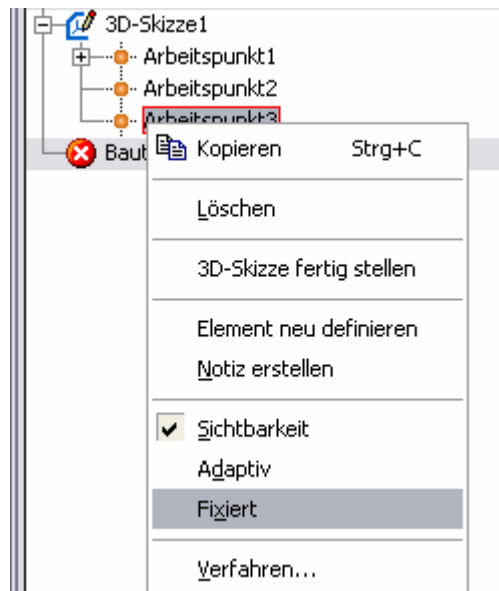 3D-Skizze1
Arbeitspunkt1
Arbeitspunkt2
Arbeitspunkt3
Baut
Kopieren Strg+C
Löschen
3D-Skizze fertig stellen
Element neu definieren
Notiz erstellen
Sichtbarkeit
Adaptiv
Fixiert
Verfahren...